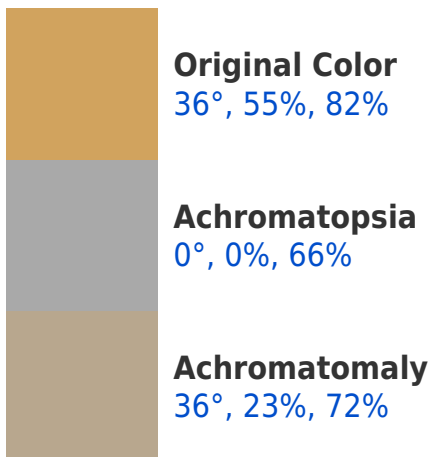 Original Color
36°, 55%, 82%
Achromatopsia
0°, 0%, 66%
Achromatomaly
36°, 23%, 72%